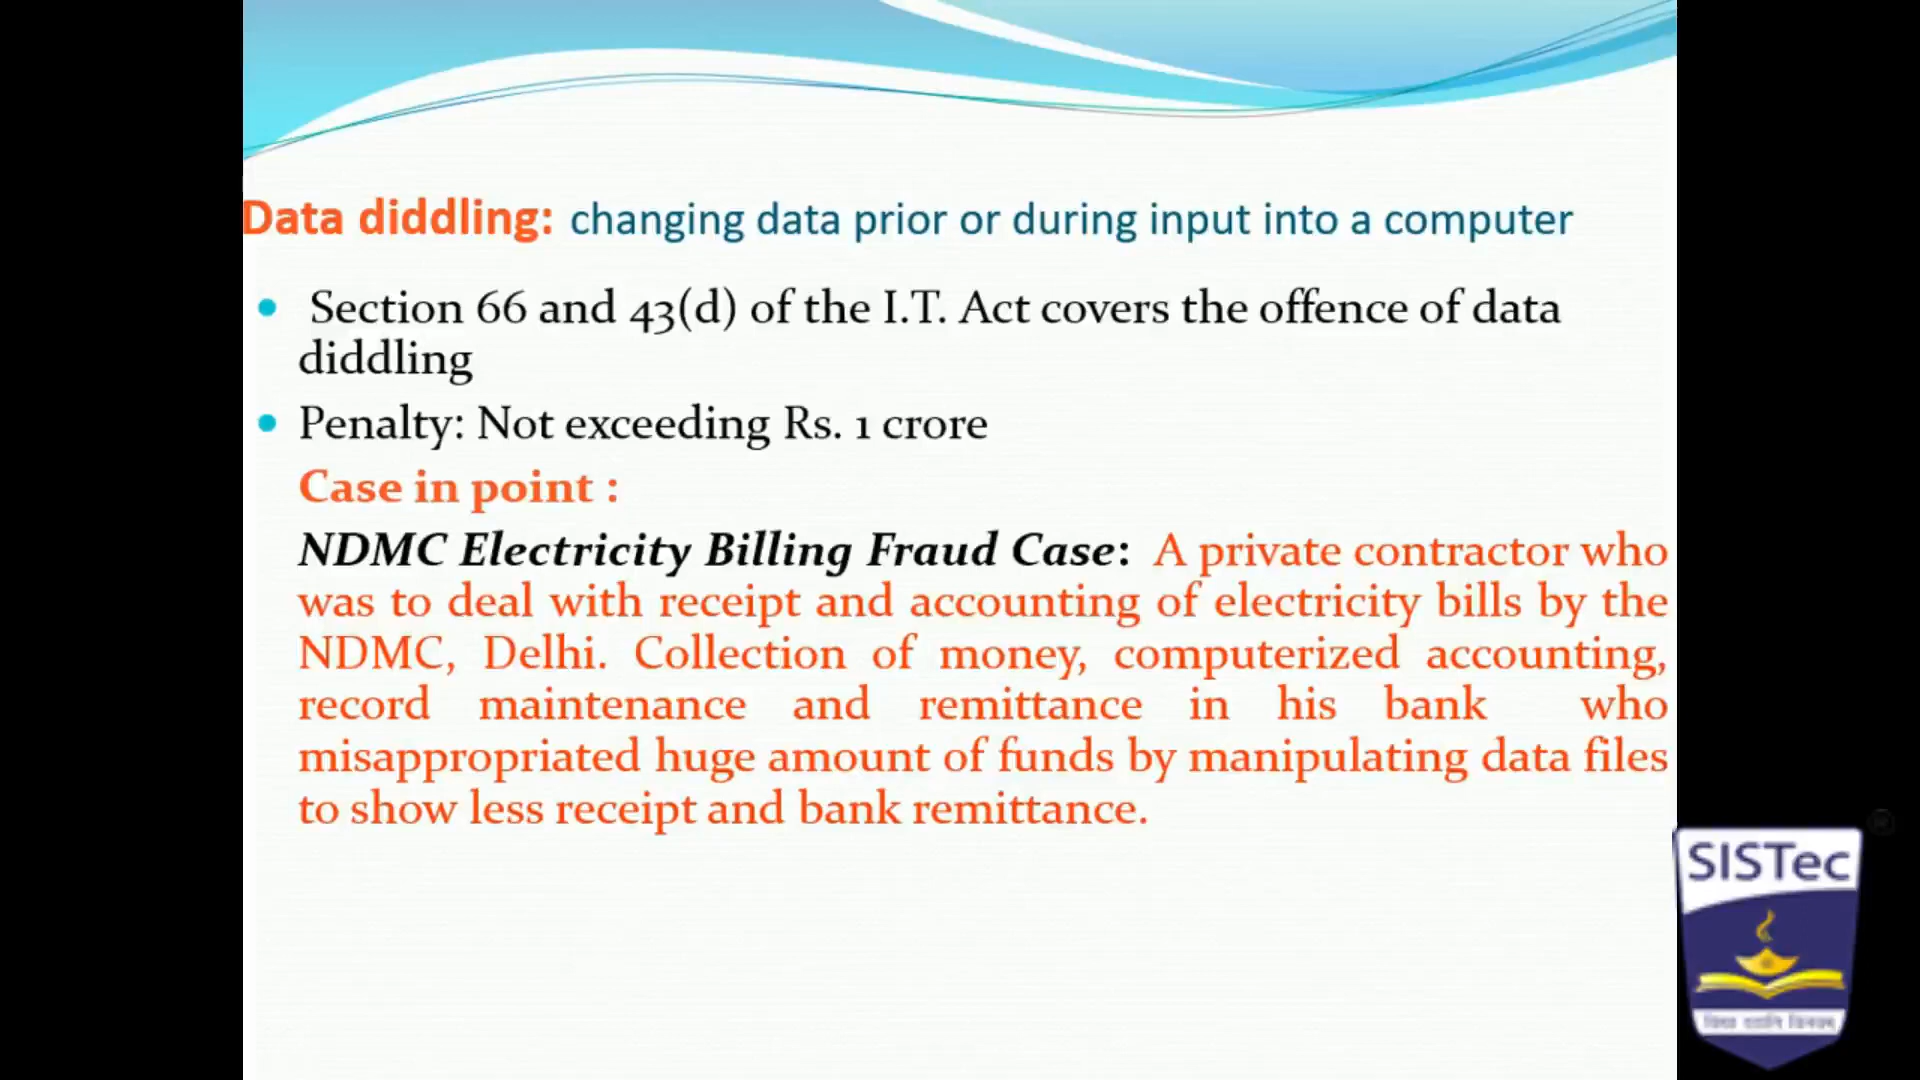 Data diddling: changing data prior or during input into a computer
Section 66 and 43(d) of the I.T. Act covers the offence of data
diddling
Penalty: Not exceeding Rs. 1 crore
Case in point :
NDMC Electricity Billing Fraud Case: A private contractor who
was to deal with receipt and accounting of electricity bills by the
NDMC, Delhi. Collection of money, computerized accounting,
record maintenance and remittance in his bank who
misappropriated huge amount of funds by manipulating data files
to show less receipt and bank remittance.
SISTec